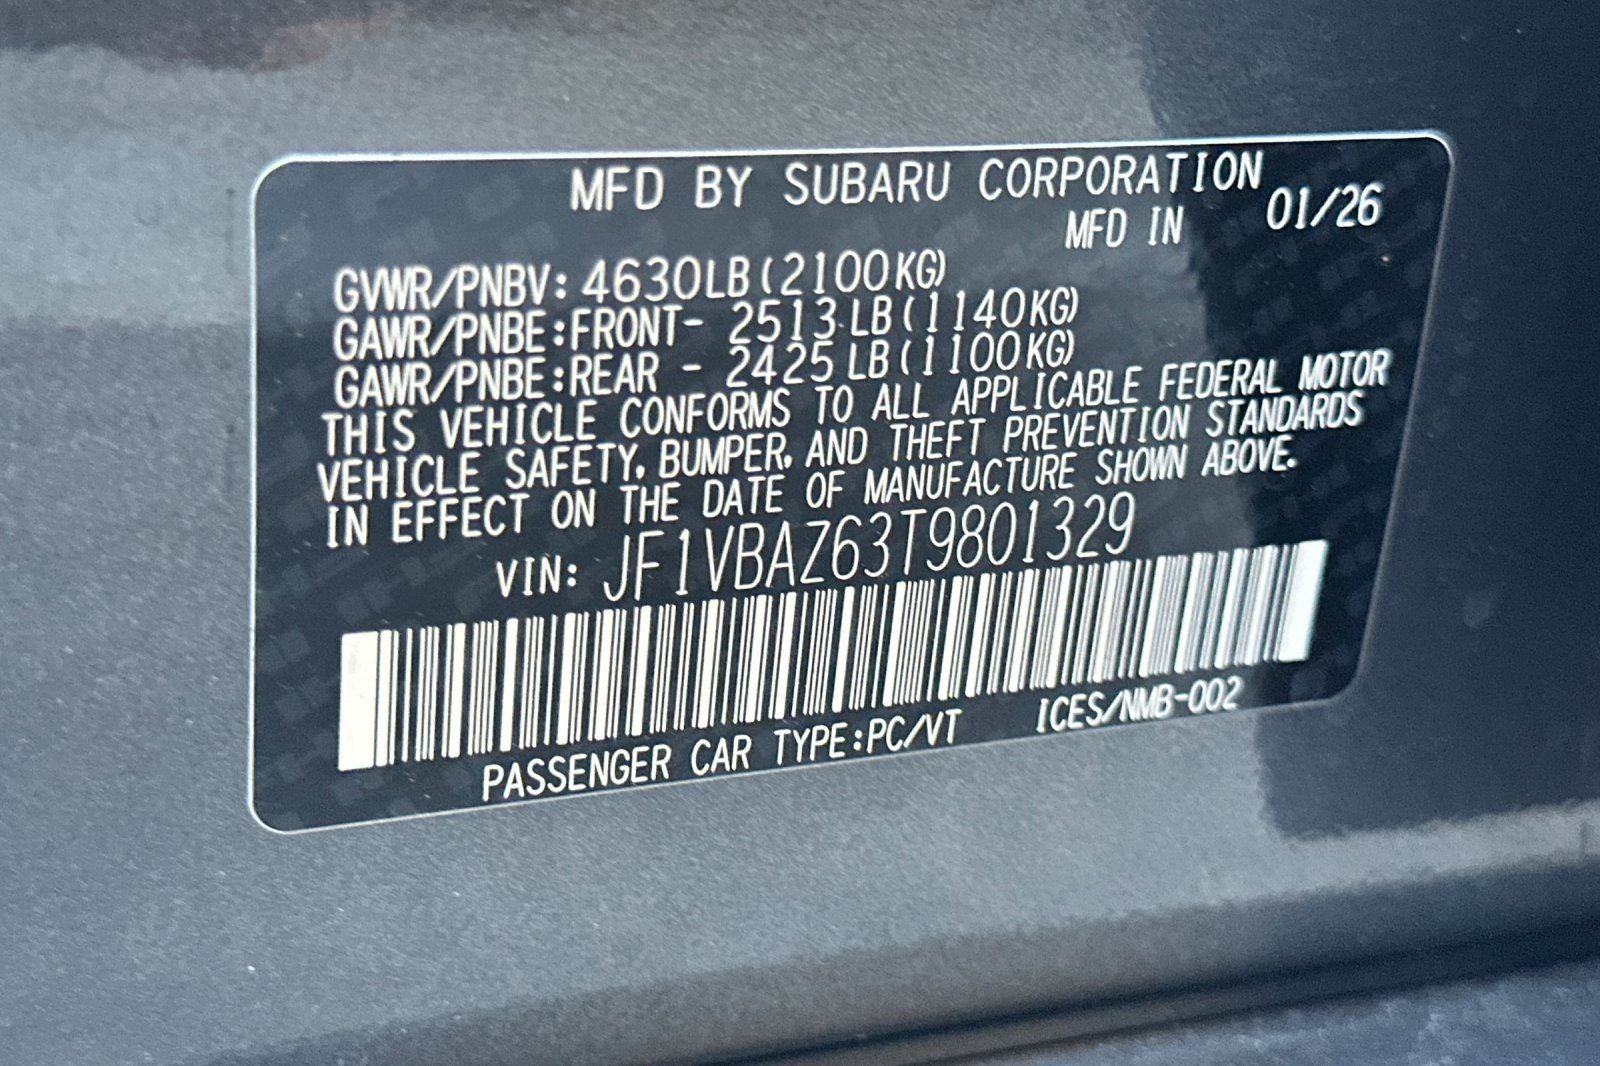 MFD BY SUBARU CORPORATION
MFD IN 01/26
GVWR/PNBV: 4630LB(2100KG)
GAWR/PNBE:FRONT- 2513 LB(1140KG)
GAWR/PNBE:REAR - 2425 LB(1100KG)
THIS VEHICLE CONFORMS TO ALL APPLICABLE FEDERAL MOTOR
VEHICLE SAFETY, BUMPER, AND THEFT PREVENTION STANDARDS
IN EFFECT ON THE DATE OF MANUFACTURE SHOWN ABOVE.
VIN: JF1VBAZ63T9801329
PASSENGER CAR TYPE:PC/VT ICES/NMB-002